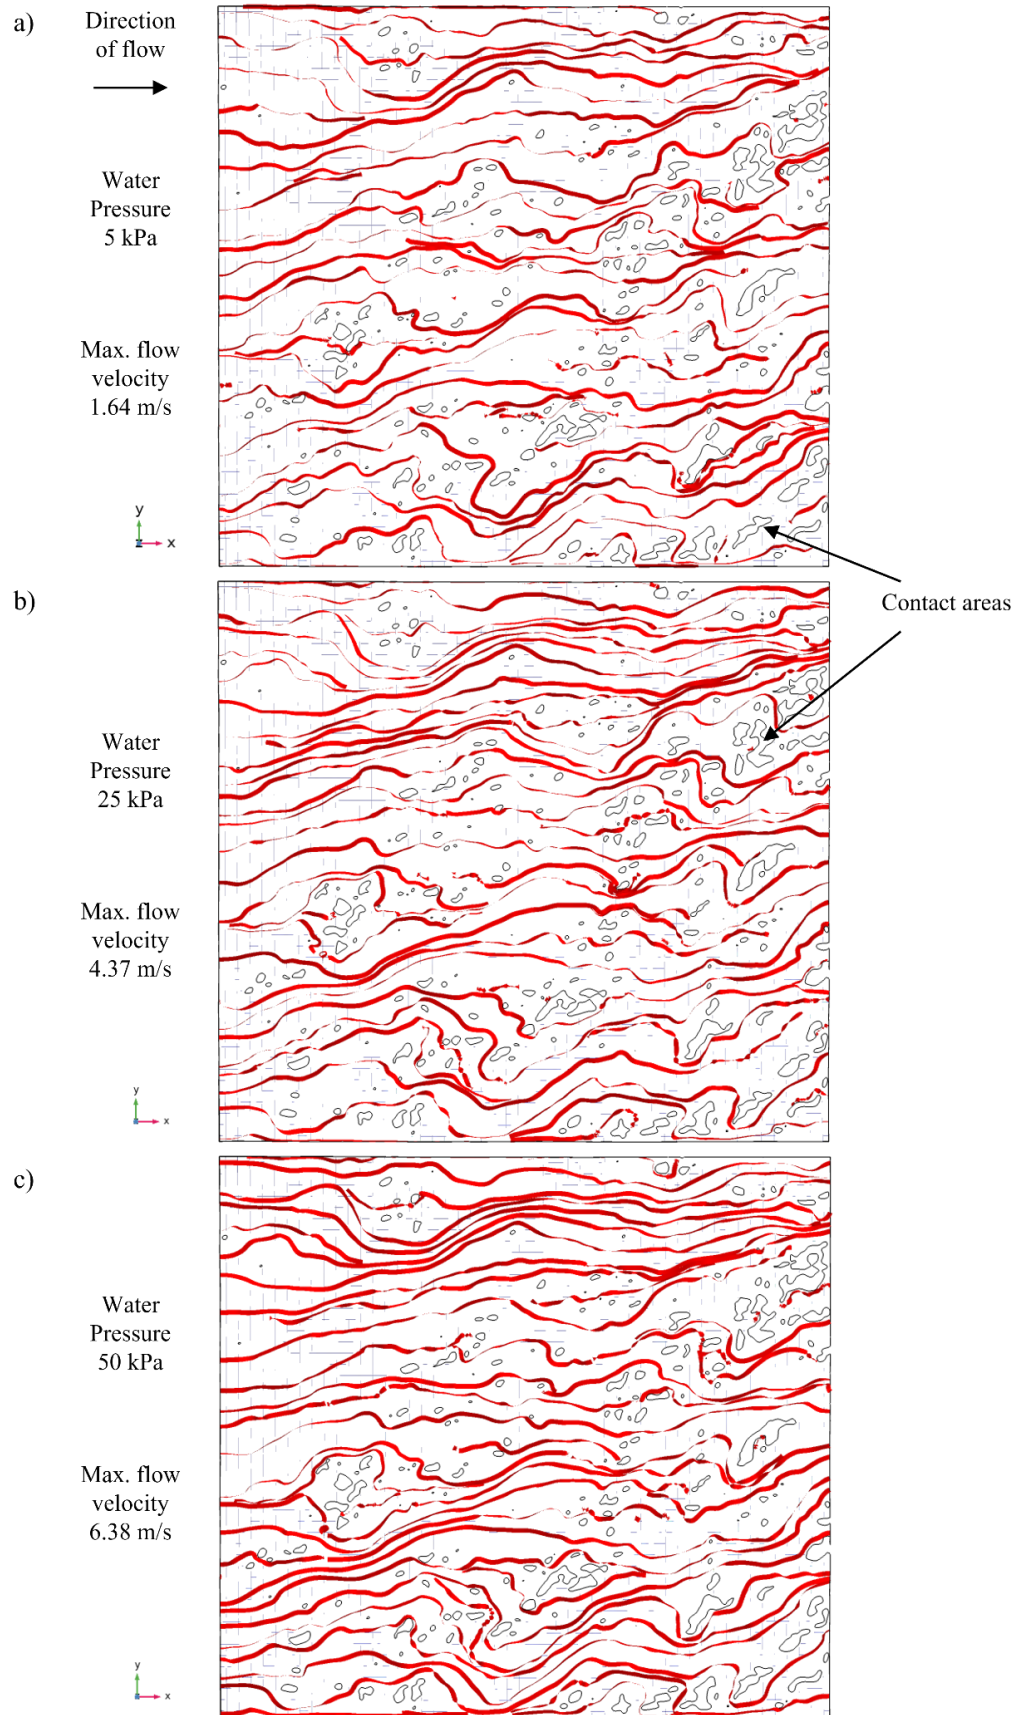 a)
Direction
of flow
Water
Pressure
5 kPa
Max. flow
velocity
1.64 m/s
y
z
x
Contact areas
b)
Water
Pressure
25 kPa
Max. flow
velocity
4.37 m/s
y
x
c)
Water
Pressure
50 kPa
Max. flow
velocity
6.38 m/s
y
x